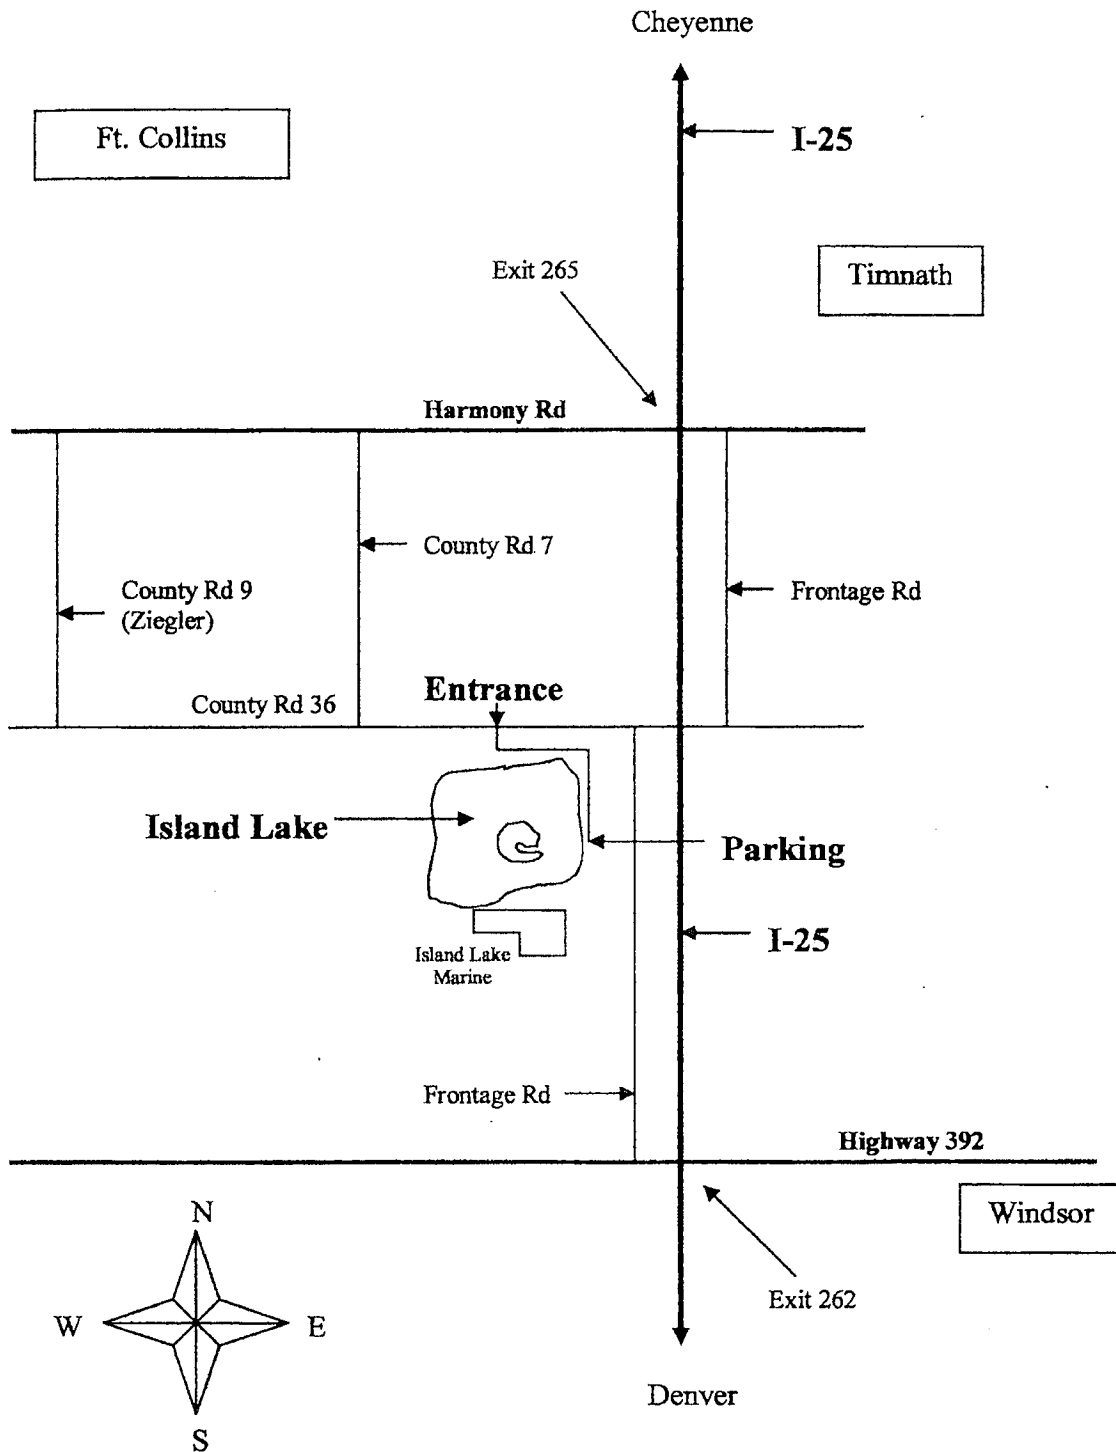 Cheyenne
Ft. Collins
I-25
Exit 265
Timnath
Harmony Rd
County Rd 7
County Rd 9
(Ziegler)
Frontage Rd
Entrance
County Rd 36
Island Lake
Parking
I-25
Island Lake
Marine
Frontage Rd
Highway 392
N
Windsor
Exit 262
W
E
Denver
S